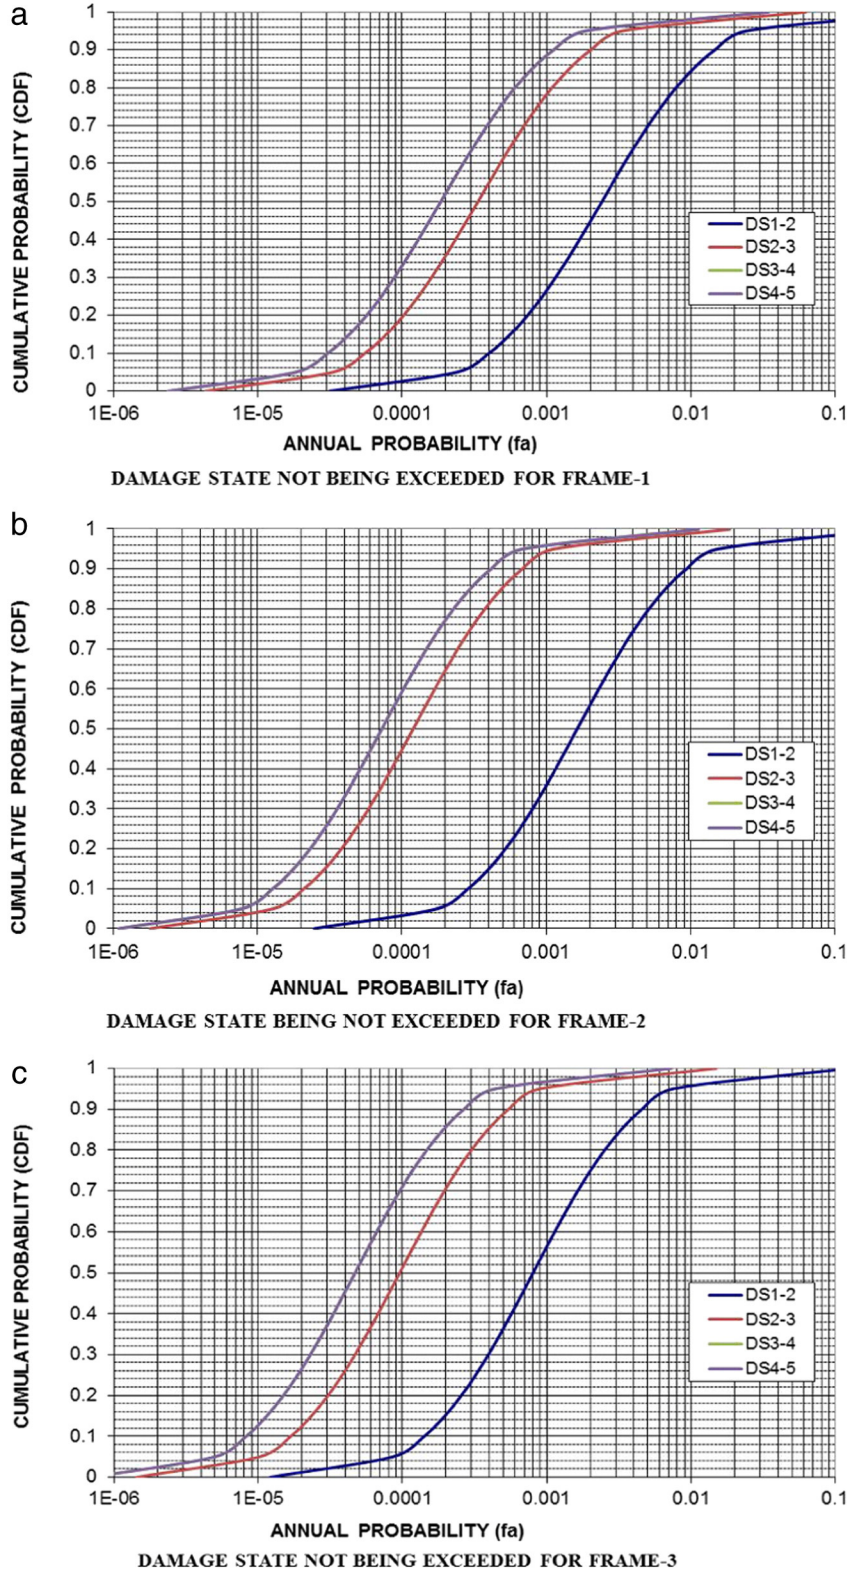 a
CUMULATIVE PROBABILITY (CDF)
1
0.9
0.8
0.7
0.6
0.5
0.4
0.3
0.2
0.1
0
DS1-2
DS2-3
DS3-4
DS4-5
1E-06 1E-05 0.0001 0.001 0.01 0.1
ANNUAL PROBABILITY (fa)
DAMAGE STATE NOT BEING EXCEEDED FOR FRAME-1
b
CUMULATIVE PROBABILITY (CDF)
1
0.9
0.8
0.7
0.6
0.5
0.4
0.3
0.2
0.1
0
DS1-2
DS2-3
DS3-4
DS4-5
1E-06 1E-05 0.0001 0.001 0.01 0.1
ANNUAL PROBABILITY (fa)
DAMAGE STATE BEING NOT EXCEEDED FOR FRAME-2
c
CUMULATIVE PROBABILITY (CDF)
1
0.9
0.8
0.7
0.6
0.5
0.4
0.3
0.2
0.1
0
DS1-2
DS2-3
DS3-4
DS4-5
1E-06 1E-05 0.0001 0.001 0.01 0.1
ANNUAL PROBABILITY (fa)
DAMAGE STATE NOT BEING EXCEEDED FOR FRAME-3